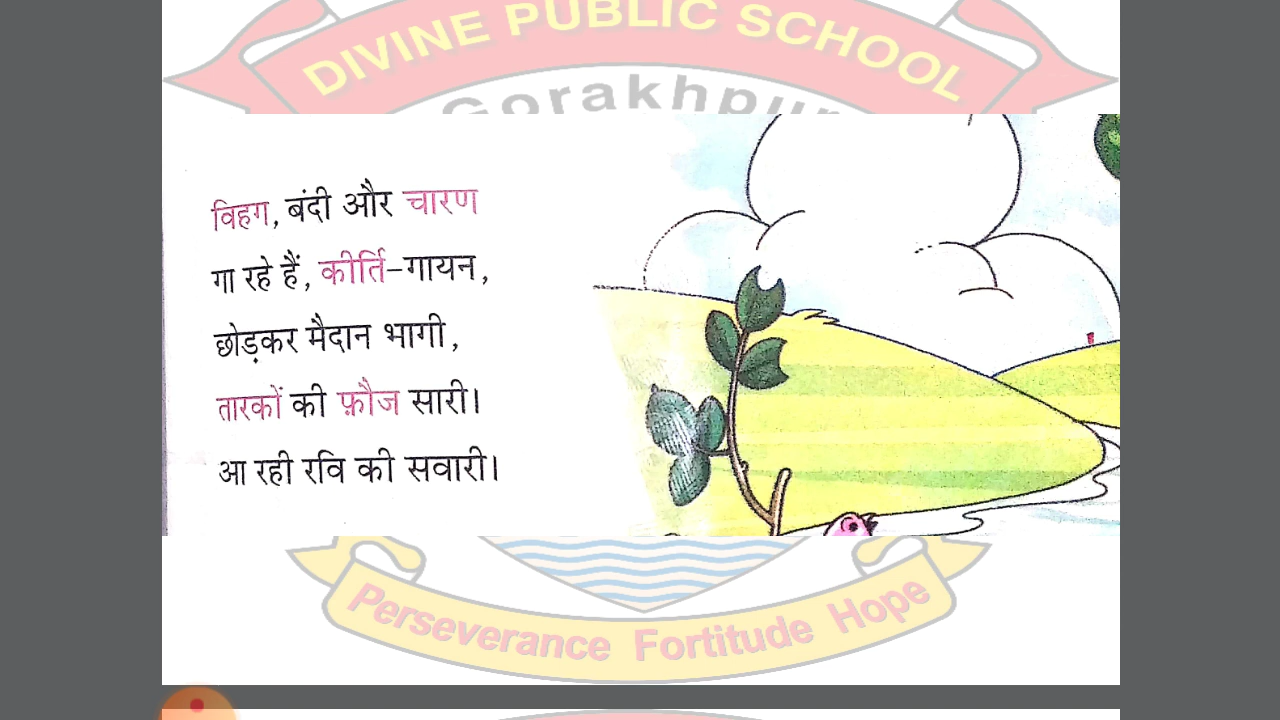 DIVINE PUBLIC SCHOOL
Gorakhpur
विहग, बंदी और चारण
गा रहे हैं, कीर्ति-गायन,
छोड़कर मैदान भागी,
तारकों की फ़ौज सारी।
आ रही रवि की सवारी।
Perseverance Fortitude Hope